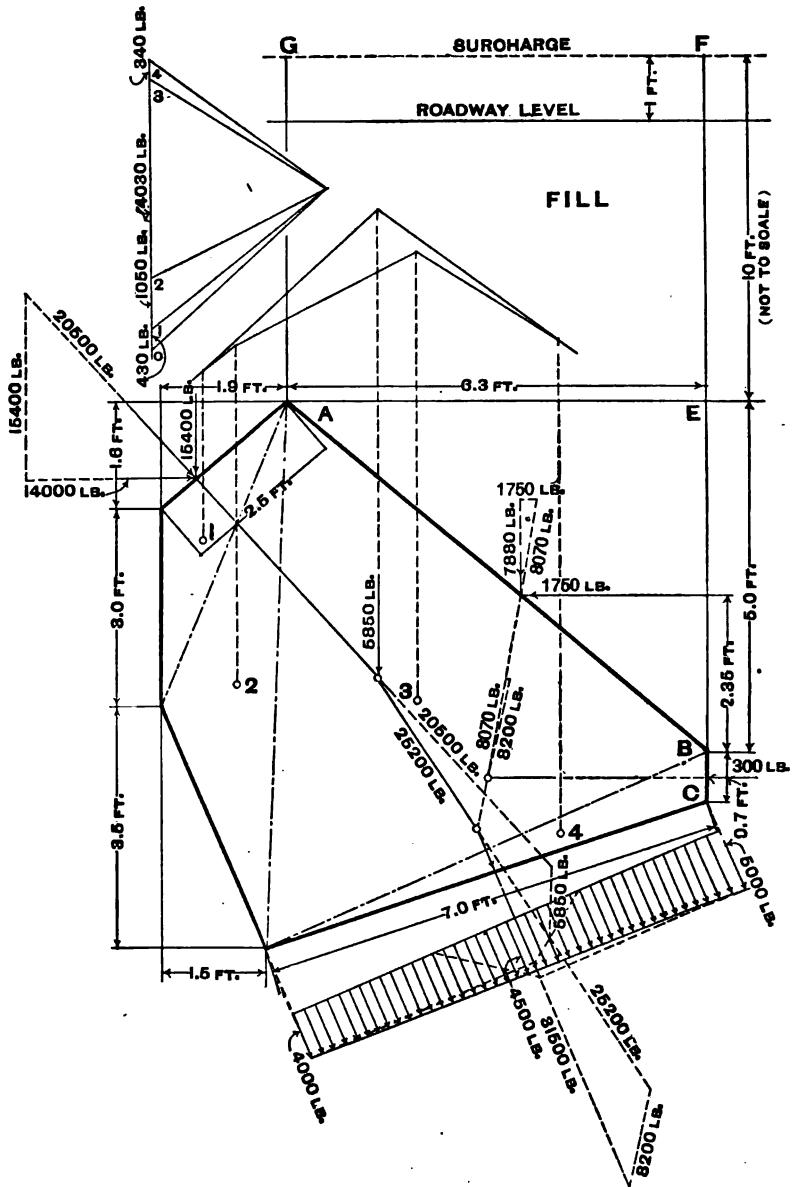 G
SUROHARGE
F
340 LB.
4
3
1 FT.
ROADWAY LEVEL
4030 LB.
FILL
10 FT.
(NOT TO SCALE)
1050 LB.
2
1
0
430 LB.
20500 LB.
15400 LB.
14000 LB.
1.9 FT.
6.3 FT.
15400 LB.
A
E
1.6 FT.
2.5 FT.
1
1750 LB.
7880 LB.
8070 LB.
1750 LB.
5.0 FT.
3.0 FT.
5850 LB.
2.35 FT.
2
3
20500 LB.
8070 LB.
8200 LB.
B
300 LB.
25200 LB.
C
0.7 FT.
4
3.5 FT.
7.0 FT.
5850 LB.
5000 LB.
1.5 FT.
4500 LB.
31500 LB.
25200 LB.
4000 LB.
8200 LB.